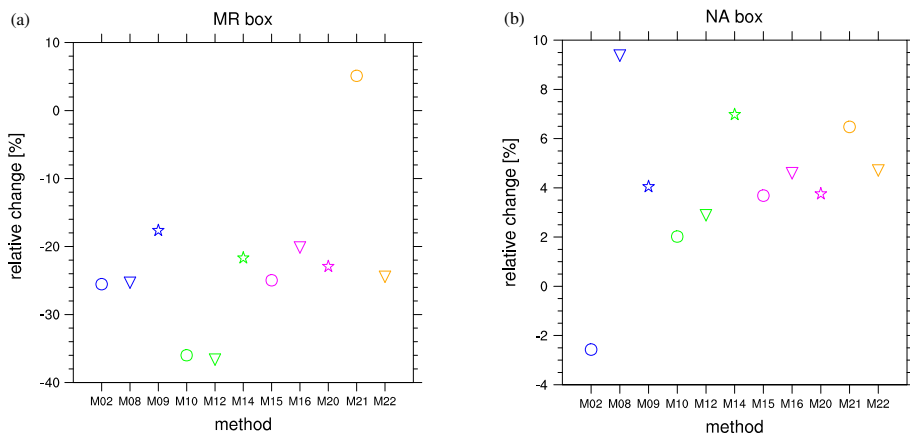 (a)
MR box
relative change [%]
10
0
-10
-20
-30
-40
M02 M08 M09 M10 M12 M14 M15 M16 M20 M21 M22
method
(b)
NA box
relative change [%]
10
8
6
4
2
0
-2
-4
M02 M08 M09 M10 M12 M14 M15 M16 M20 M21 M22
method